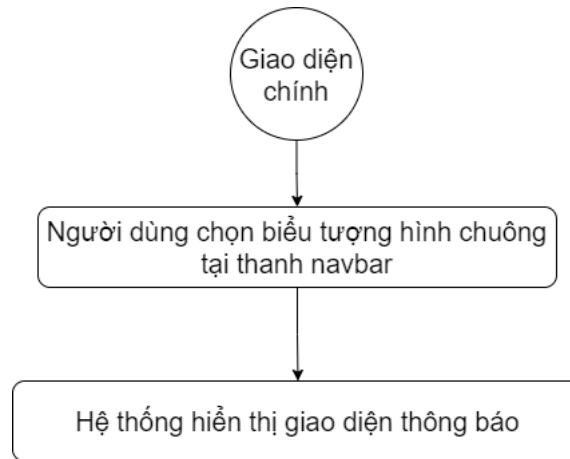 Giao diện
chính
Người dùng chọn biểu tượng hình chuông
tại thanh navbar
Hệ thống hiển thị giao diện thông báo